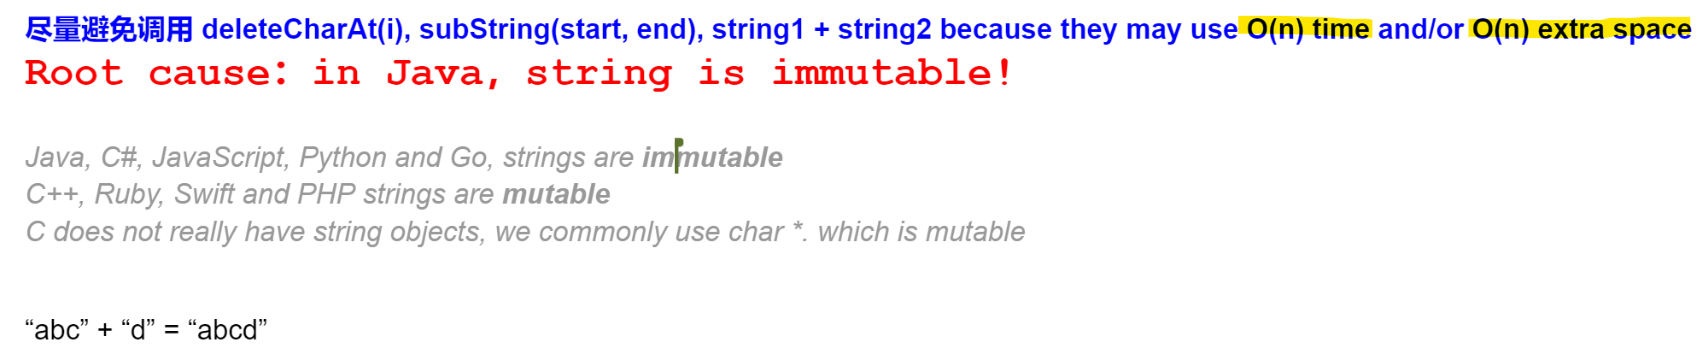 尽量避免调用 deleteCharAt(i), subString(start, end), string1 + string2 because they may use O(n) time and/or O(n) extra space
Root cause: in Java, string is immutable!
Java, C#, JavaScript, Python and Go, strings are immutable
C++, Ruby, Swift and PHP strings are mutable
C does not really have string objects, we commonly use char *. which is mutable
“abc” + “d” = “abcd”